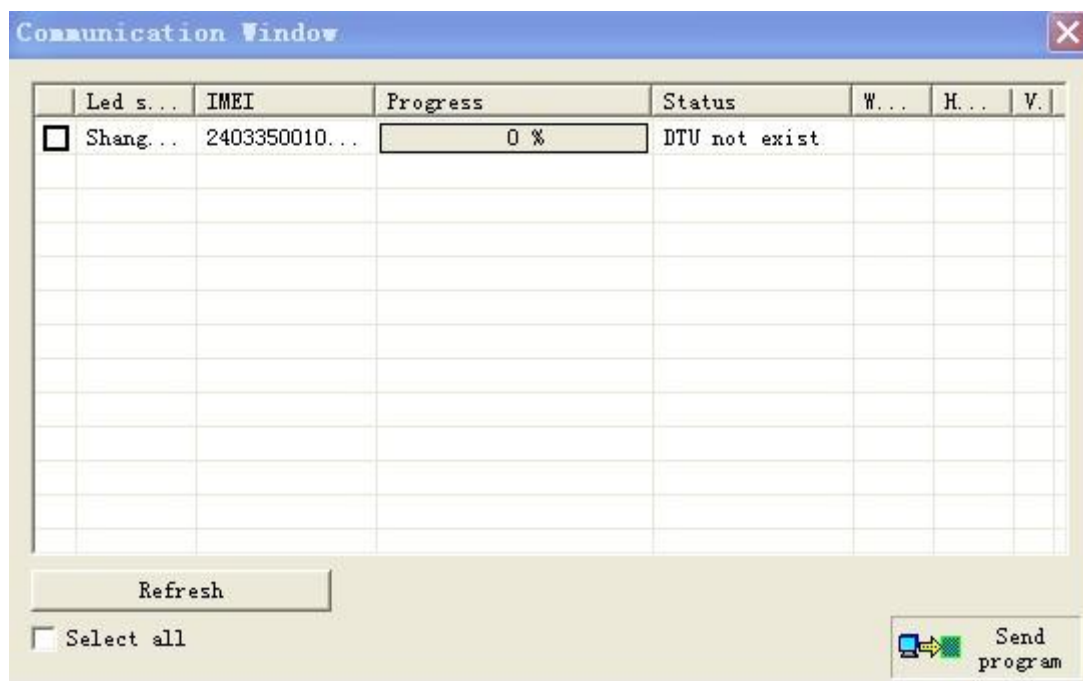 Communication Window
Led s... IMEI Progress Status W... H... V.
Shang... 2403350010... 0 % DTU not exist
Refresh
Select all
Send
program